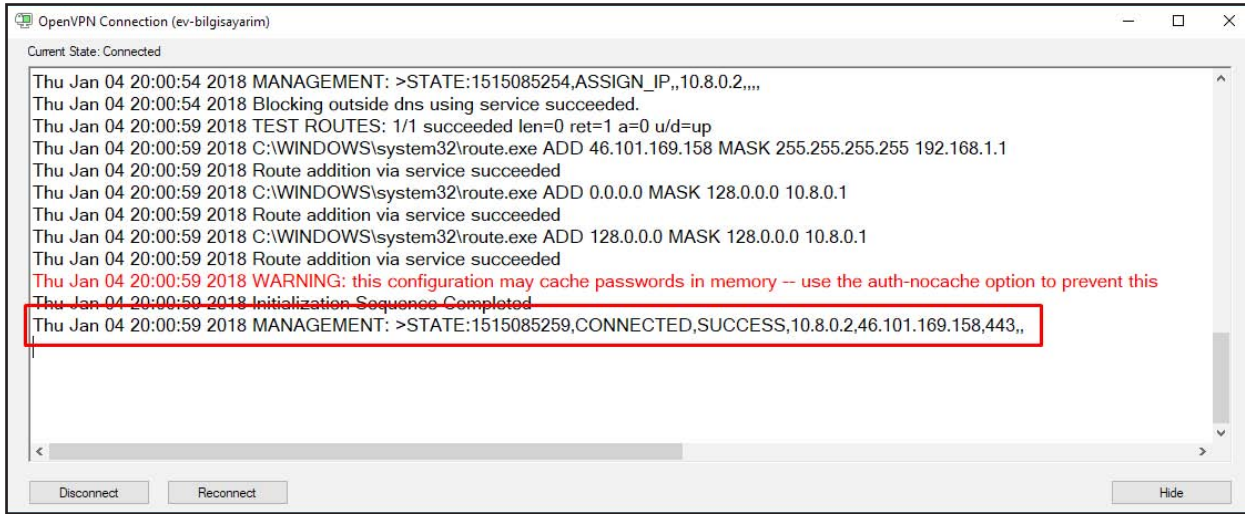 OpenVPN Connection (ev-bilgisayarim)
Current State: Connected
Thu Jan 04 20:00:54 2018 MANAGEMENT: >STATE:1515085254,ASSIGN_IP,,10.8.0.2,,,,
Thu Jan 04 20:00:54 2018 Blocking outside dns using service succeeded.
Thu Jan 04 20:00:59 2018 TEST ROUTES: 1/1 succeeded len=0 ret=1 a=0 u/d=up
Thu Jan 04 20:00:59 2018 C:\WINDOWS\system32\route.exe ADD 46.101.169.158 MASK 255.255.255.255 192.168.1.1
Thu Jan 04 20:00:59 2018 Route addition via service succeeded
Thu Jan 04 20:00:59 2018 C:\WINDOWS\system32\route.exe ADD 0.0.0.0 MASK 128.0.0.0 10.8.0.1
Thu Jan 04 20:00:59 2018 Route addition via service succeeded
Thu Jan 04 20:00:59 2018 C:\WINDOWS\system32\route.exe ADD 128.0.0.0 MASK 128.0.0.0 10.8.0.1
Thu Jan 04 20:00:59 2018 Route addition via service succeeded
Thu Jan 04 20:00:59 2018 WARNING: this configuration may cache passwords in memory -- use the auth-nocache option to prevent this
Thu Jan 04 20:00:59 2018 Initialization Sequence Completed
Thu Jan 04 20:00:59 2018 MANAGEMENT: >STATE:1515085259,CONNECTED,SUCCESS,10.8.0.2,46.101.169.158,443,,
Disconnect Reconnect Hide